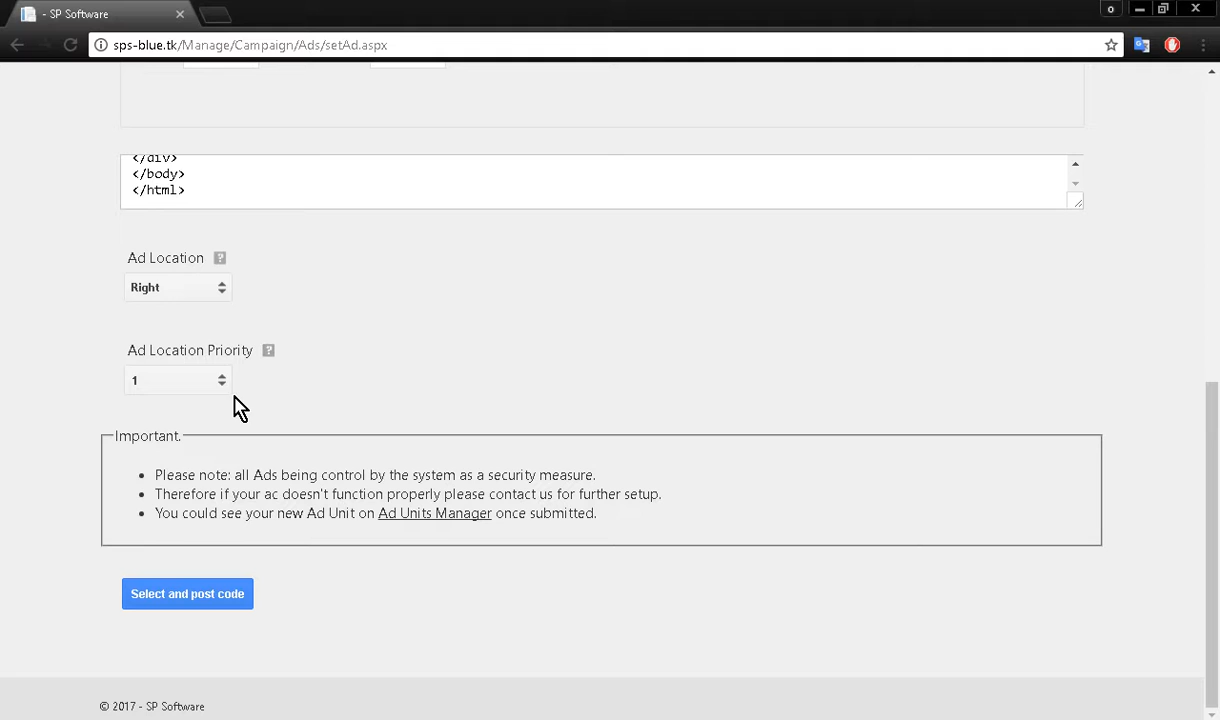 - SP Software
sps-blue.tk/Manage/Campaign/Ads/setAd.aspx
</div>
</body>
</html>
Ad Location ?
Right
Ad Location Priority ?
1
Important.
• Please note: all Ads being control by the system as a security measure.
• Therefore if your ac doesn't function properly please contact us for further setup.
• You could see your new Ad Unit on Ad Units Manager once submitted.
Select and post code
© 2017 - SP Software